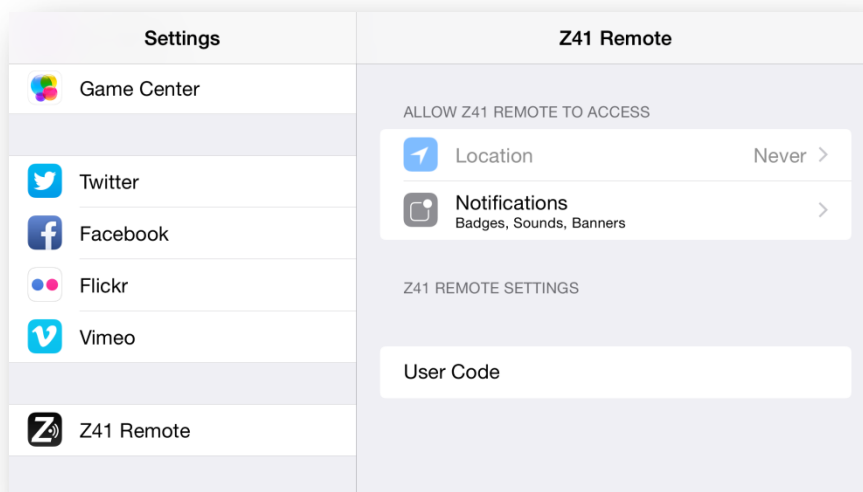 Settings
Game Center
Twitter
Facebook
Flickr
Vimeo
Z41 Remote
Z41 Remote
ALLOW Z41 REMOTE TO ACCESS
Location Never
Notifications
Badges, Sounds, Banners
Z41 REMOTE SETTINGS
User Code